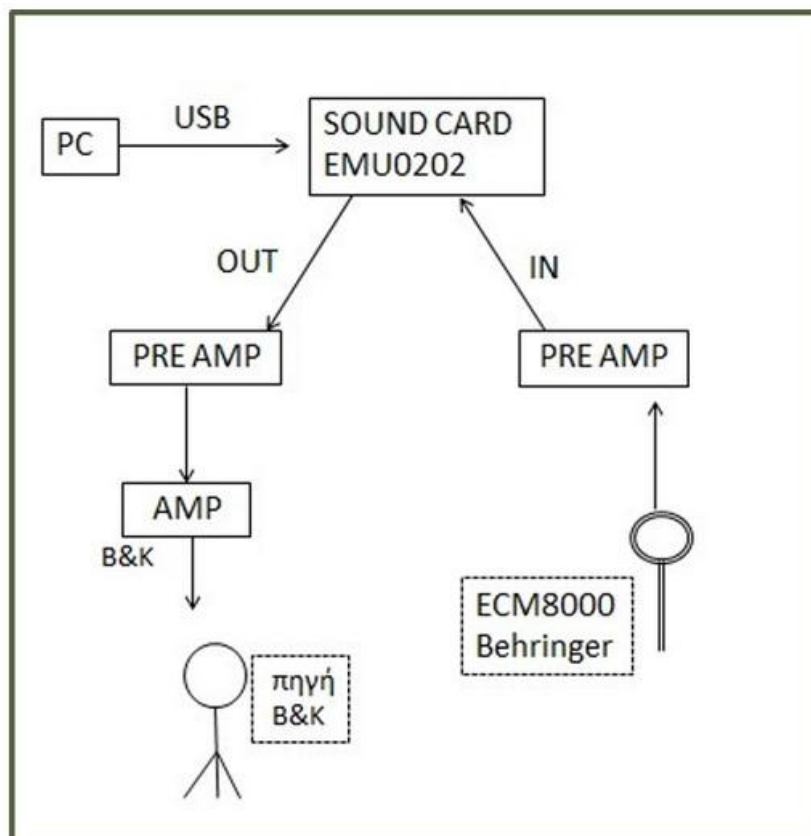 USB
PC
SOUND CARD
EMU0202
OUT
IN
PRE AMP
PRE AMP
AMP
B&K
ECM8000
Behringer
πηγή
B&K